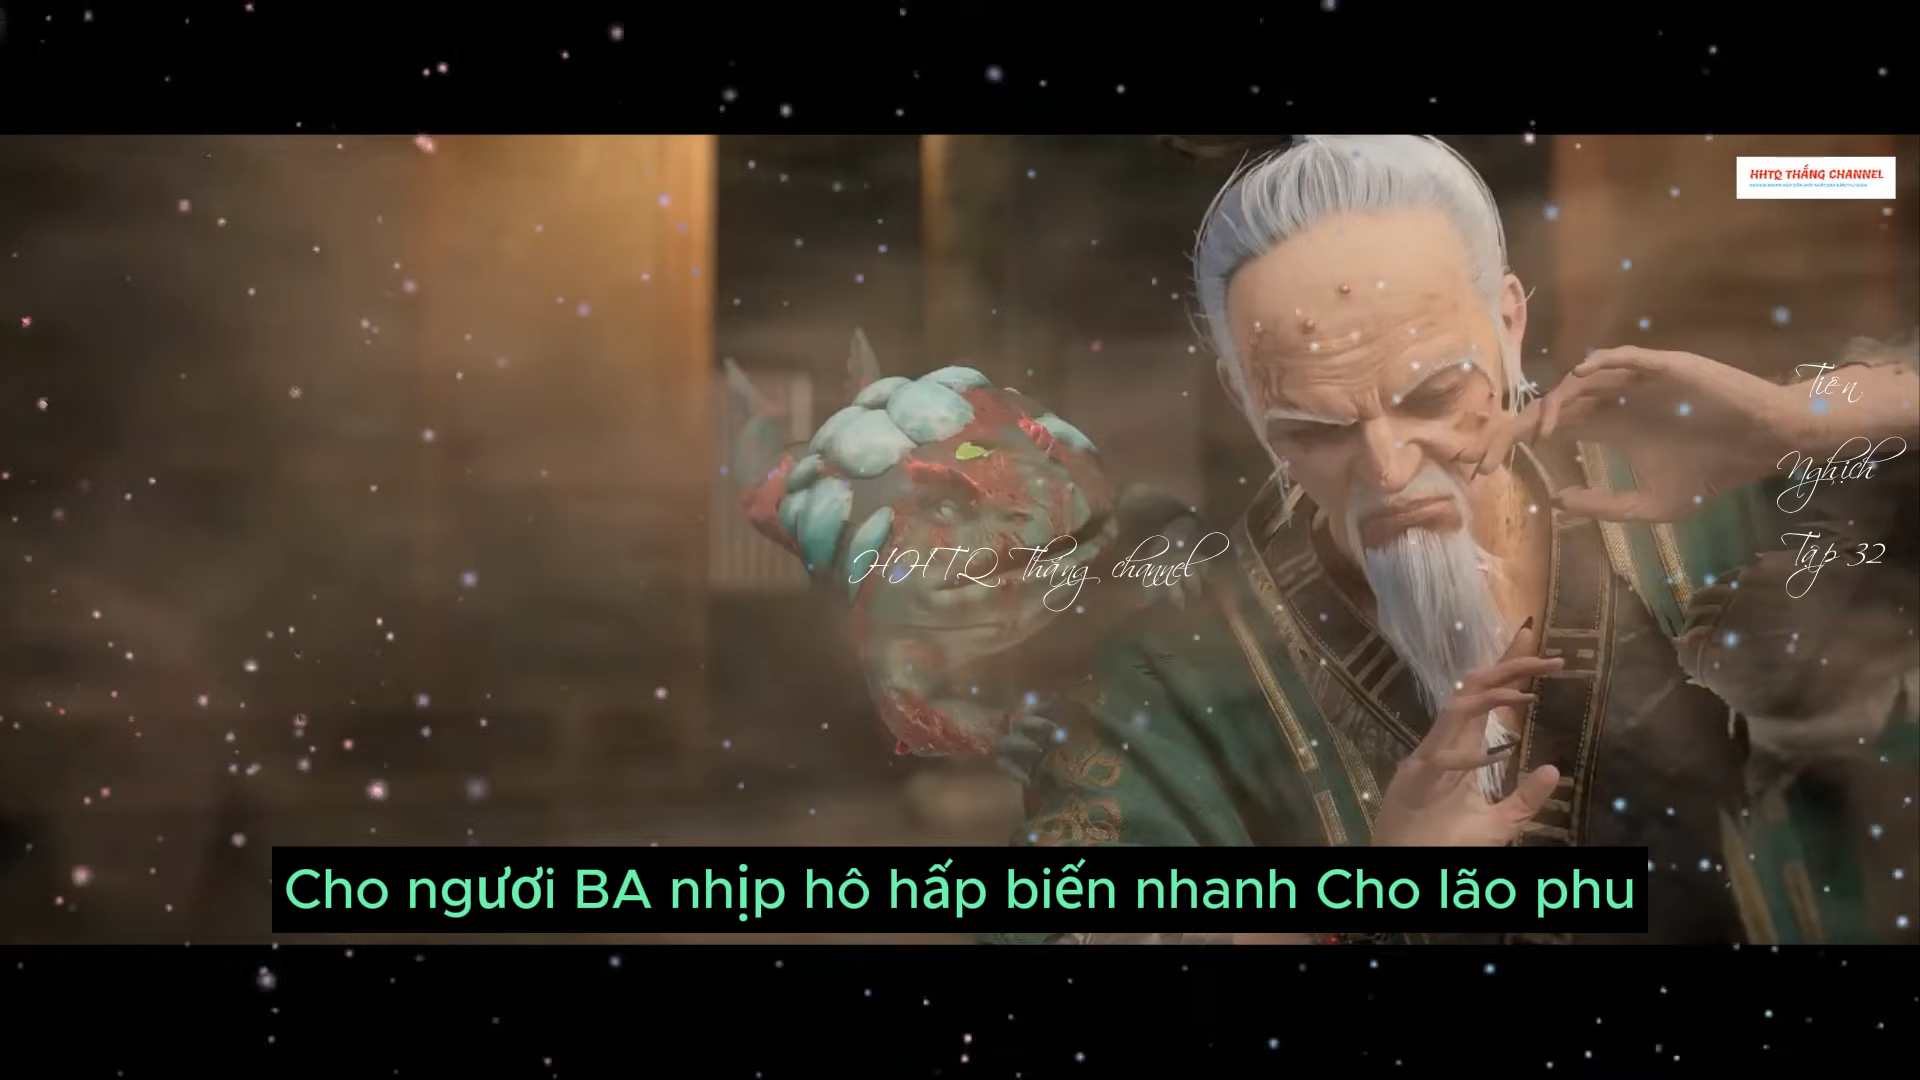 HHTQ THẮNG CHANNEL
Tiên
Nghịch
Tập 32
HHTQ Thắng channel
Cho ngươi BA nhịp hô hấp biến nhanh Cho lão phu